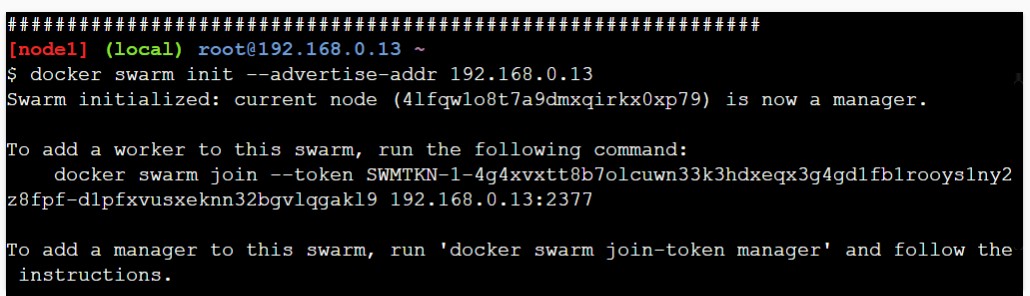 ################################################################
[node1] (local) root@192.168.0.13 ~
$ docker swarm init --advertise-addr 192.168.0.13
Swarm initialized: current node (4lfqw1o8t7a9dmxqirkx0xp79) is now a manager.
To add a worker to this swarm, run the following command:
    docker swarm join --token SWMTKN-1-4g4xvxtt8b7olcuwn33k3hdxeqx3g4gd1fb1rooys1ny2
z8fpf-d1pfxvusxeknn32bgvlqgakl9 192.168.0.13:2377
To add a manager to this swarm, run 'docker swarm join-token manager' and follow the
 instructions.